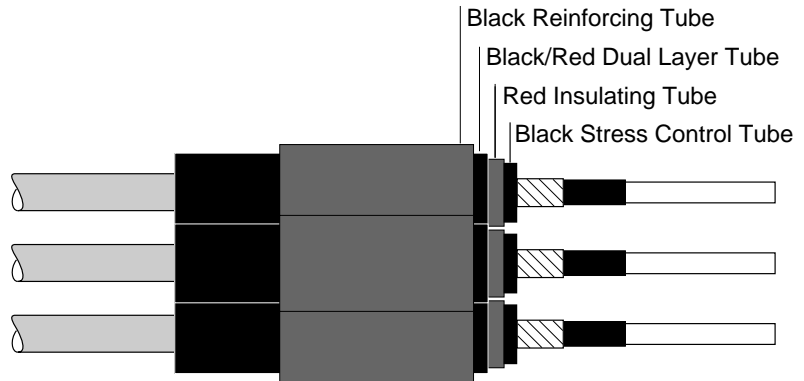 Black Reinforcing Tube
Black/Red Dual Layer Tube
Red Insulating Tube
Black Stress Control Tube